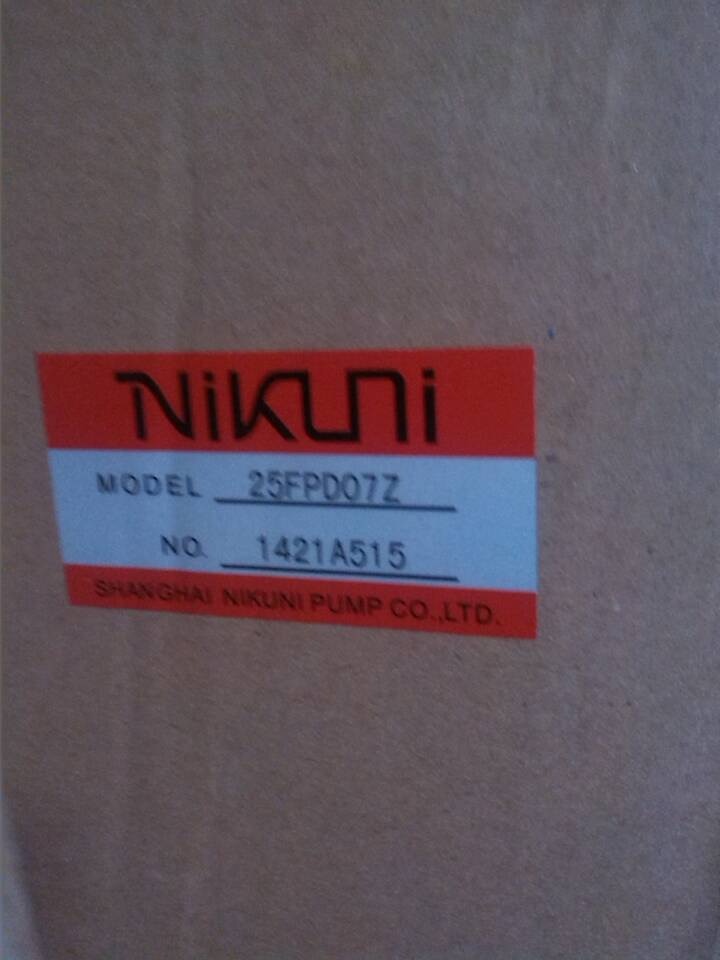 Nikuni
MODEL 25FPD07Z
NO. 1421A515
SHANGHAI NIKUNI PUMP CO.,LTD.